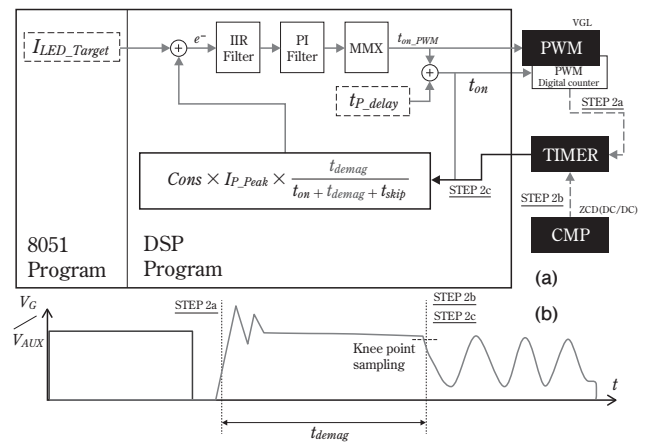 VGL
I_LED_Target
e⁻
IIR
Filter
PI
Filter
MMX
t_on_PWM
PWM
PWM
Digital counter
t_P_delay
t_on
STEP 2a
Cons × I_P_Peak × t_demag / (t_on + t_demag + t_skip)
STEP 2c
TIMER
STEP 2b
ZCD(DC/DC)
CMP
8051
Program
DSP
Program
(a)
V_G
V_AUX
STEP 2a
STEP 2b
STEP 2c
(b)
Knee point
sampling
t
t_demag